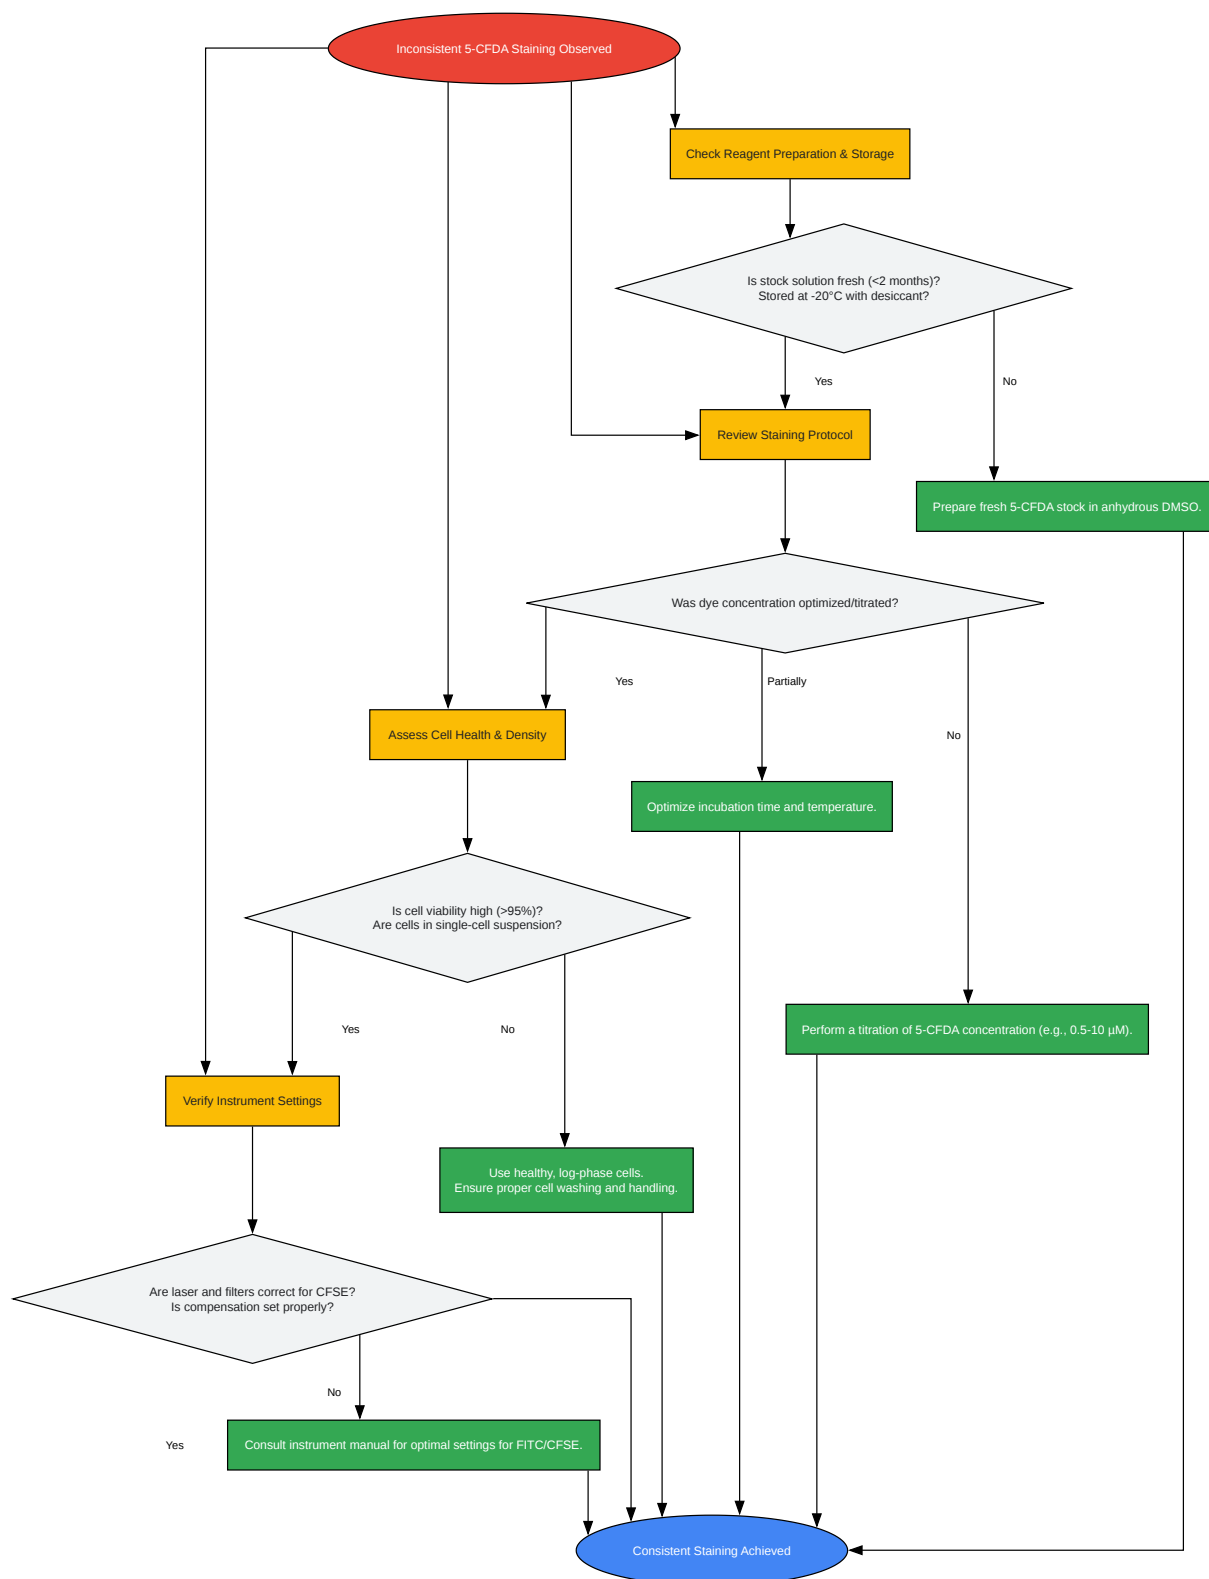 Inconsistent 5-CFDA Staining Observed
Check Reagent Preparation & Storage
Is stock solution fresh (<2 months)?
Stored at -20°C with desiccant?
Yes
No
Review Staining Protocol
Prepare fresh 5-CFDA stock in anhydrous DMSO.
Was dye concentration optimized/titrated?
Yes
Partially
No
Assess Cell Health & Density
Optimize incubation time and temperature.
Is cell viability high (>95%)?
Are cells in single-cell suspension?
Yes
No
Perform a titration of 5-CFDA concentration (e.g., 0.5-10 µM).
Verify Instrument Settings
Use healthy, log-phase cells.
Ensure proper cell washing and handling.
Are laser and filters correct for CFSE?
Is compensation set properly?
No
Yes
Consult instrument manual for optimal settings for FITC/CFSE.
Consistent Staining Achieved